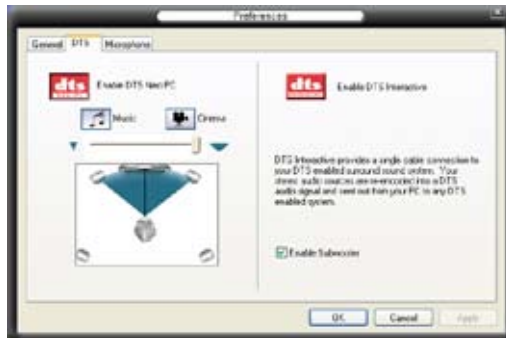 Preferences
General DTS Microphone
dts Enable DTS Neo:PC
Music Cinema
dts Enable DTS Interactive
DTS Interactive provides a single cable connection to
your DTS enabled surround sound system. Your
stereo audio sources are re-encoded into a DTS
audio signal and sent out from your PC to any DTS
enabled system.
Enable Subwoofer
OK Cancel Apply